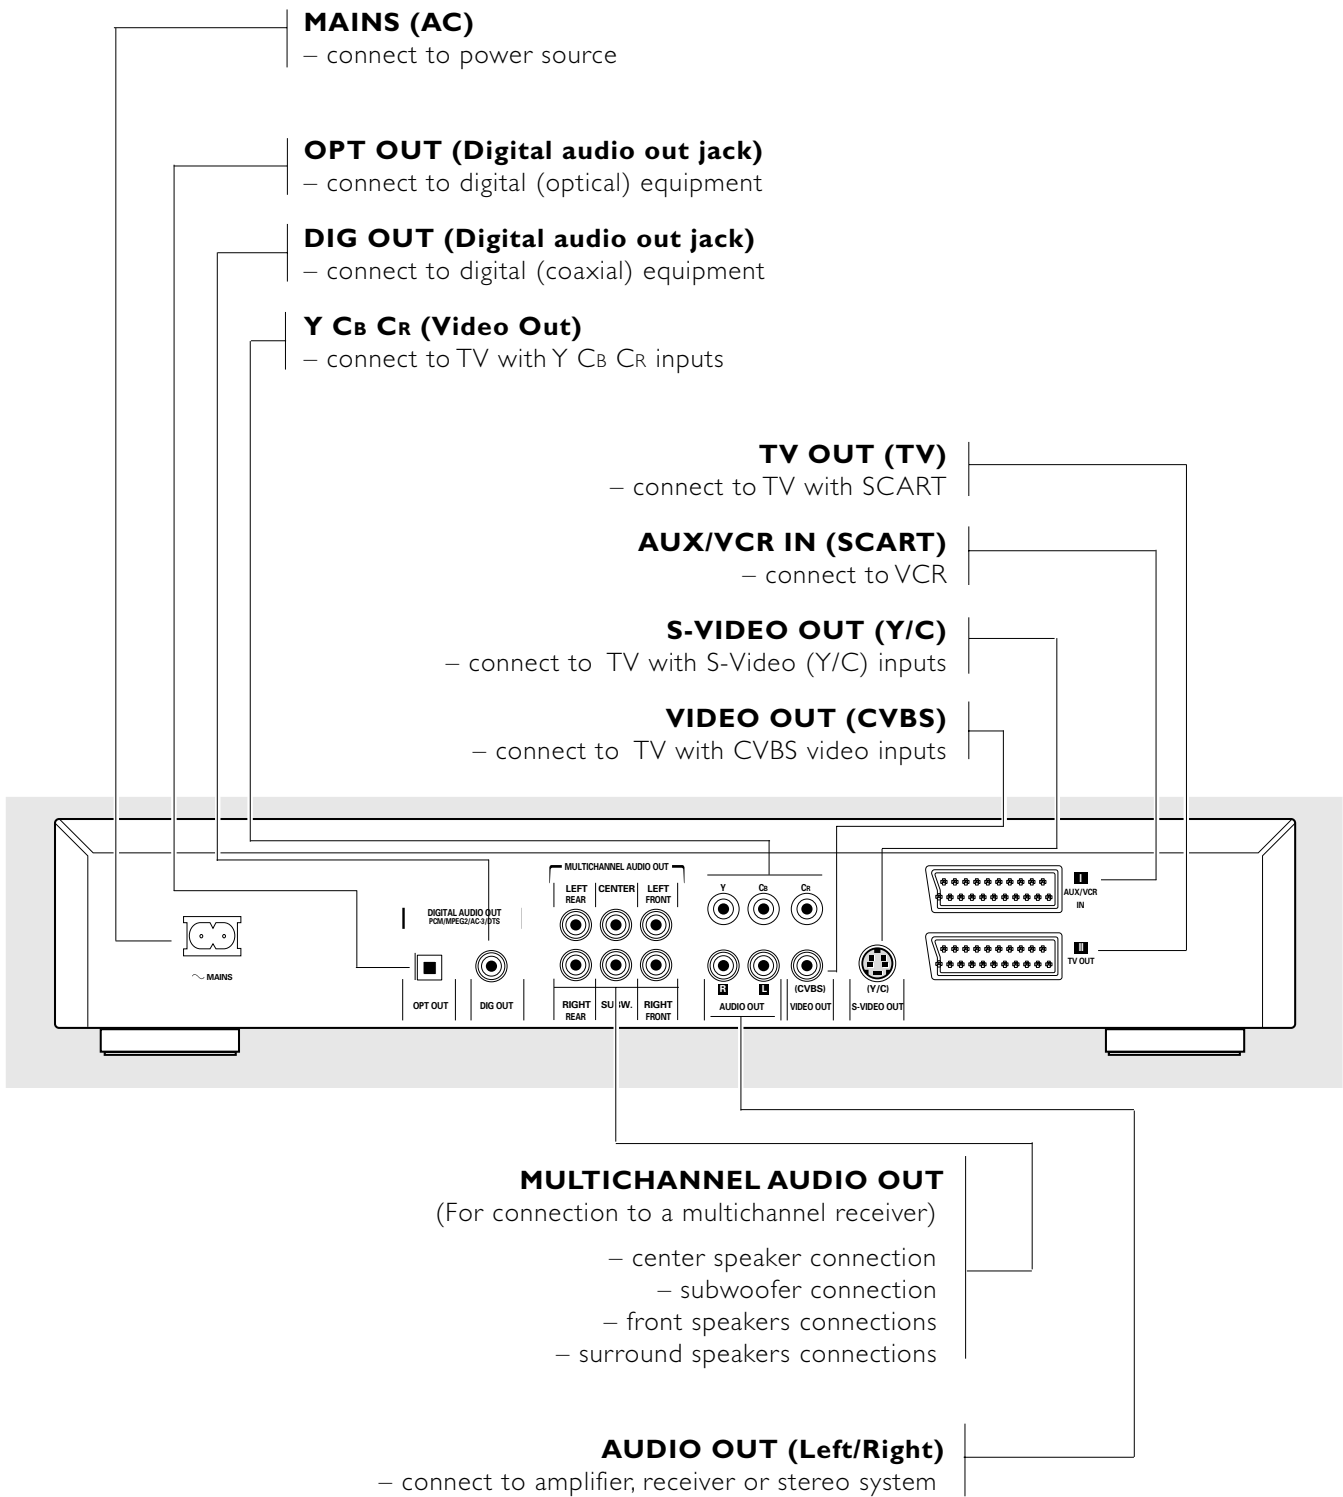 MAINS (AC)
– connect to power source
OPT OUT (Digital audio out jack)
– connect to digital (optical) equipment
DIG OUT (Digital audio out jack)
– connect to digital (coaxial) equipment
Y CB CR (Video Out)
– connect to TV with Y CB CR inputs
TV OUT (TV)
– connect to TV with SCART
AUX/VCR IN (SCART)
– connect to VCR
S-VIDEO OUT (Y/C)
– connect to TV with S-Video (Y/C) inputs
VIDEO OUT (CVBS)
– connect to TV with CVBS video inputs
~ MAINS
DIGITAL AUDIO OUT
PCM/MPEG2/AC-3/DTS
OPT OUT
DIG OUT
MULTICHANNEL AUDIO OUT
LEFT REAR
CENTER
LEFT FRONT
RIGHT REAR
SUBW.
RIGHT FRONT
Y
CB
CR
R
L
AUDIO OUT
(CVBS)
VIDEO OUT
(Y/C)
S-VIDEO OUT
I
AUX/VCR
IN
II
TV OUT
MULTICHANNEL AUDIO OUT
(For connection to a multichannel receiver)
– center speaker connection
– subwoofer connection
– front speakers connections
– surround speakers connections
AUDIO OUT (Left/Right)
– connect to amplifier, receiver or stereo system